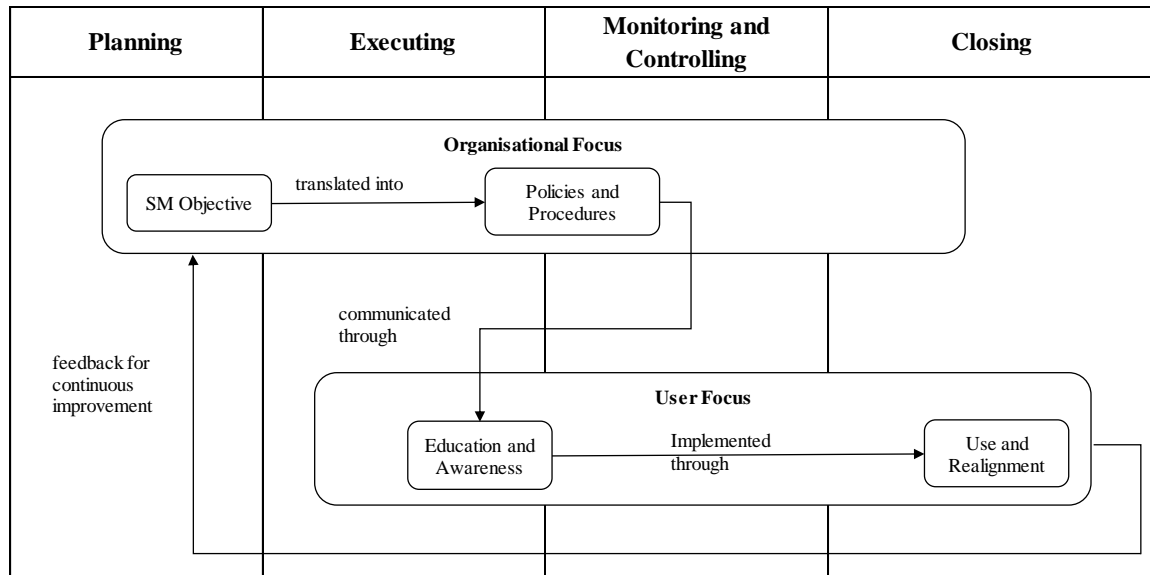 Planning
Executing
Monitoring and
Controlling
Closing
Organisational Focus
SM Objective
translated into
Policies and
Procedures
communicated
through
feedback for
continuous
improvement
User Focus
Education and
Awareness
Implemented
through
Use and
Realignment